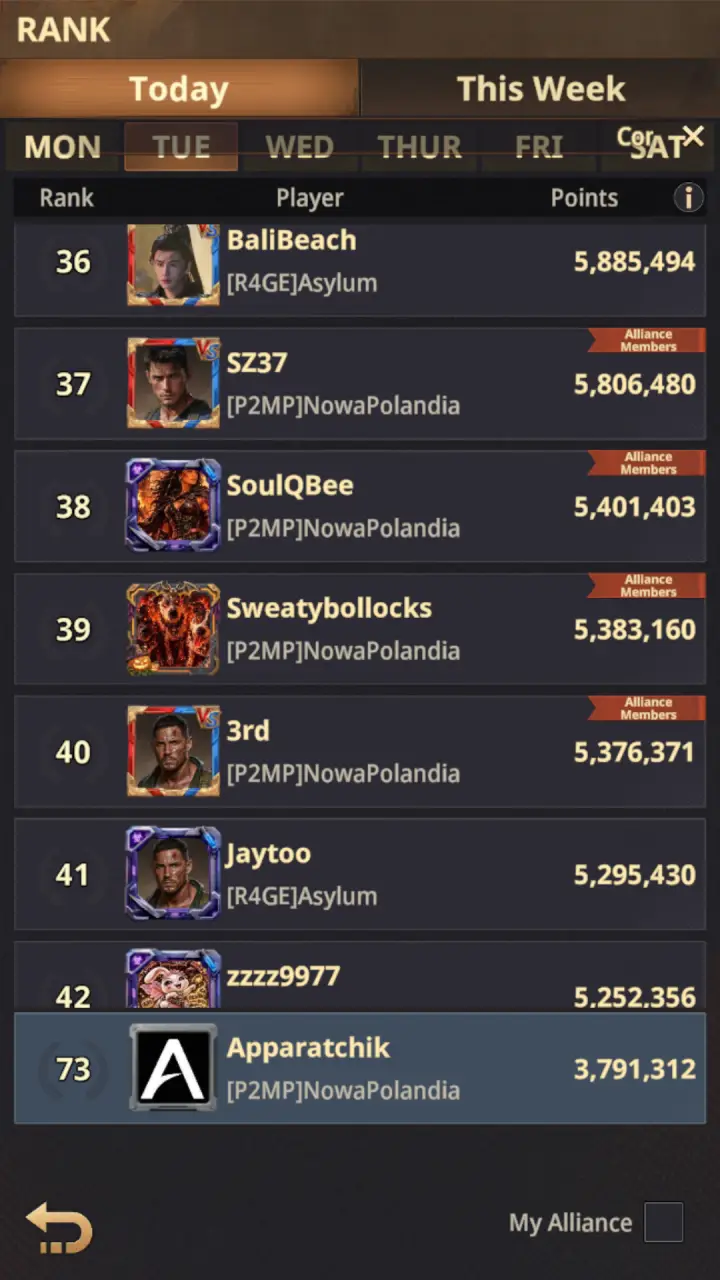 RANK
Today
This Week
MON
TUE
WED
THUR
FRI
SAT
Rank
Player
Points
i
36
VS
BaliBeach
[R4GE]Asylum
5,885,494
37
VS
SZ37
[P2MP]NowaPolandia
Alliance
Members
5,806,480
38
SoulQBee
[P2MP]NowaPolandia
Alliance
Members
5,401,403
39
Sweatybollocks
[P2MP]NowaPolandia
Alliance
Members
5,383,160
40
VS
3rd
[P2MP]NowaPolandia
Alliance
Members
5,376,371
41
Jaytoo
[R4GE]Asylum
5,295,430
42
zzzz9977
5,252,356
73
A
Apparatchik
[P2MP]NowaPolandia
3,791,312
My Alliance